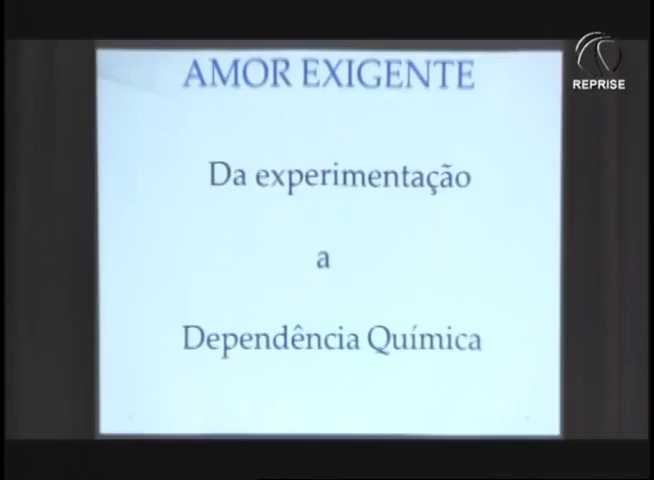 AMOR EXIGENTE
REPRISE
Da experimentação
a
Dependência Química